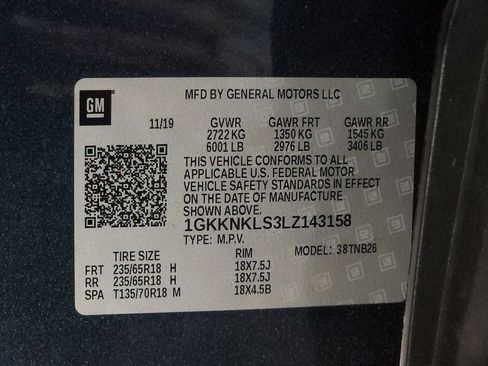 GM
MFD BY GENERAL MOTORS LLC
11/19 GVWR GAWR FRT GAWR RR
2722 KG 1350 KG 1545 KG
6001 LB 2976 LB 3406 LB
THIS VEHICLE CONFORMS TO ALL
APPLICABLE U.S. FEDERAL MOTOR
VEHICLE SAFETY STANDARDS IN EFFECT
ON THE DATE OF MANUFACTURE
SHOWN ABOVE.
1GKKNKLS3LZ143158
TYPE: M.P.V. MODEL: 38TNB26
TIRE SIZE RIM
FRT 235/65R18 H 18X7.5J
RR 235/65R18 H 18X7.5J
SPA T135/70R18 M 18X4.5B